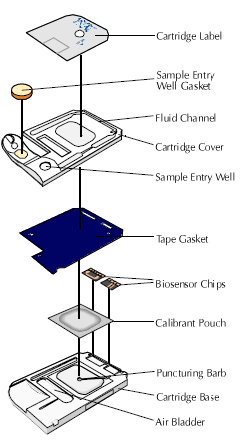 Cartridge Label
Sample Entry
Well Gasket
Fluid Channel
Cartridge Cover
Sample Entry Well
Tape Gasket
Biosensor Chips
Calibrant Pouch
Puncturing Barb
Cartridge Base
Air Bladder